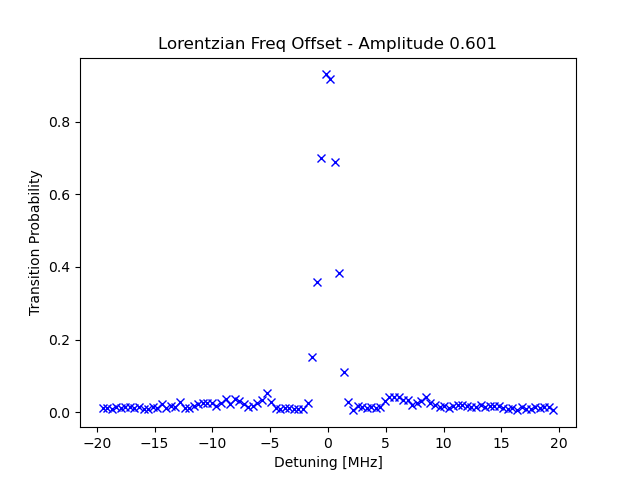 Lorentzian Freq Offset - Amplitude 0.601
Transition Probability
0.8
0.6
0.4
0.2
0.0
−20 −15 −10 −5 0 5 10 15 20
Detuning [MHz]